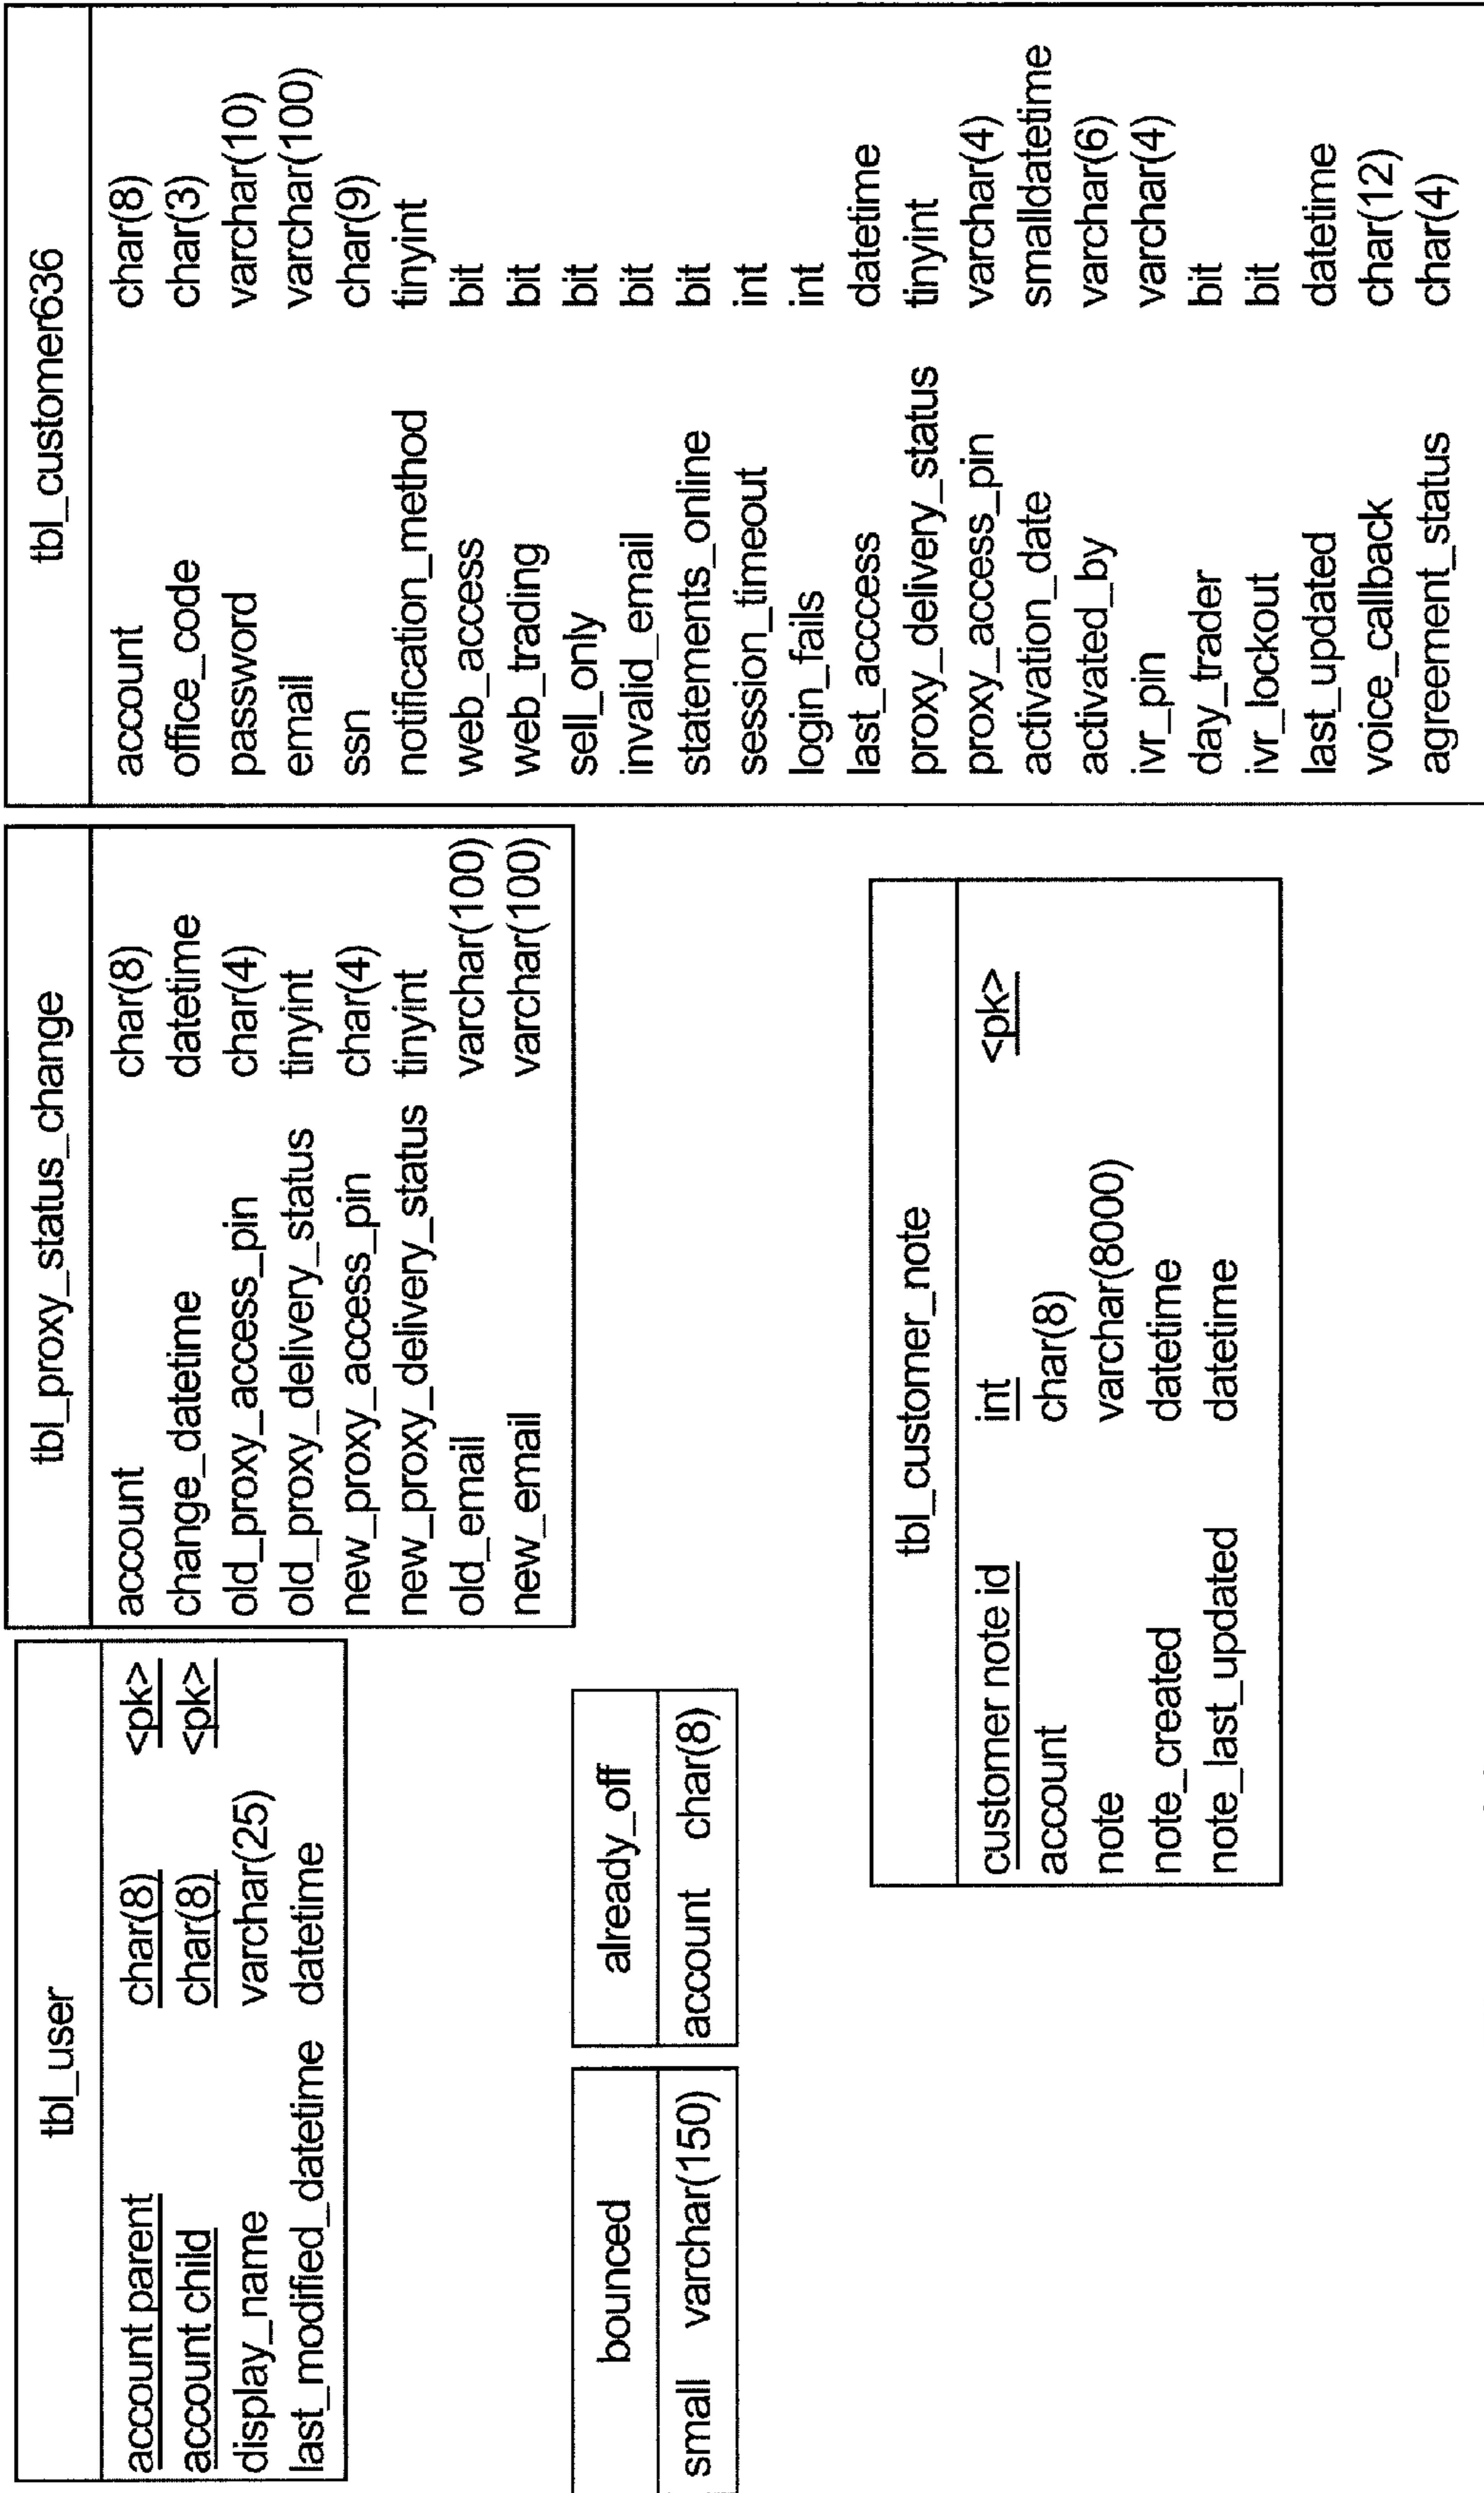 tbl_user
account parent char(8) <pk>
account child char(8) <pk>
display_name varchar(25)
last_modified_datetime datetime
tbl_proxy_status_change
account char(8)
change_datetime datetime
old_proxy_access_pin char(4)
old_proxy_delivery_status tinyint
new_proxy_access_pin char(4)
new_proxy_delivery_status tinyint
old_email varchar(100)
new_email varchar(100)
tbl_customer636
account char(8)
office_code char(3)
password varchar(10)
email varchar(100)
ssn char(9)
notification_method tinyint
web_access bit
web_trading bit
sell_only bit
invalid_email bit
statements_online bit
session_timeout int
login_fails int
last_acccess datetime
proxy_delivery_status tinyint
proxy_access_pin varchar(4)
activation_date smalldatetime
activated_by varchar(6)
ivr_pin varchar(4)
day_trader bit
ivr_lockout bit
last_updated datetime
voice_callback char(12)
agreement_status char(4)
bounced
small varchar(150)
already_off
account char(8)
tbl_customer_note
customer note id int <pk>
account char(8)
note varchar(8000)
note_created datetime
note_last_updated datetime